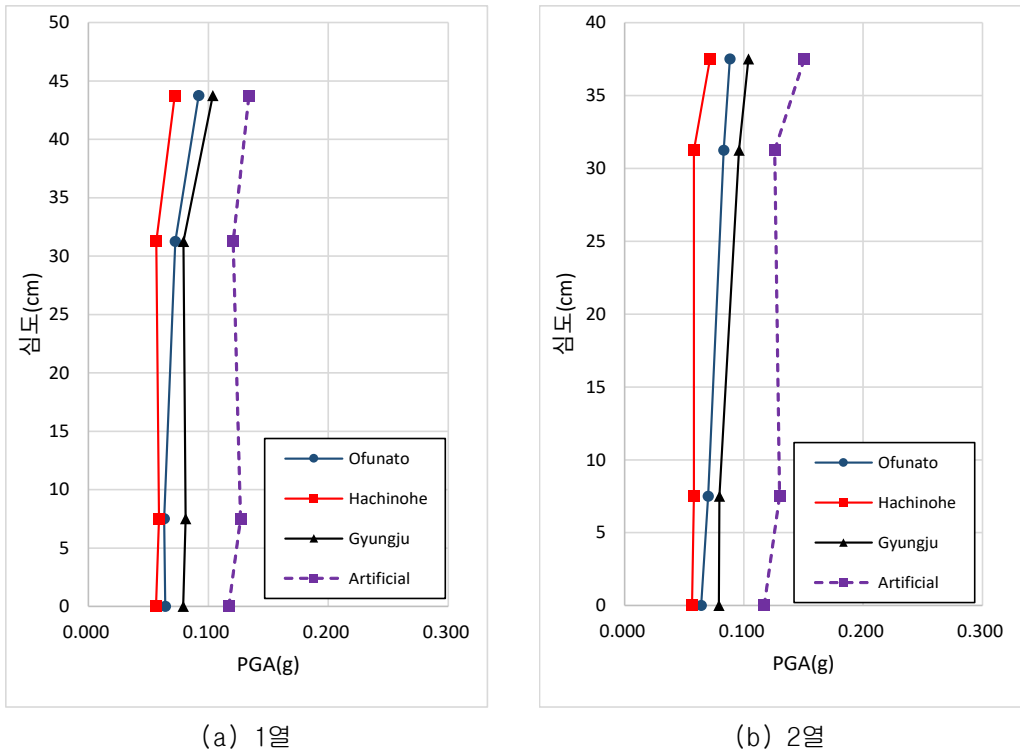 50
45
40
35
30
25
20
15
10
5
0
심도(cm)
0.000
0.100
0.200
0.300
PGA(g)
Ofunato
Hachinohe
Gyungju
Artificial
(a) 1열
40
35
30
25
20
15
10
5
0
심도(cm)
0.000
0.100
0.200
0.300
PGA(g)
Ofunato
Hachinohe
Gyungju
Artificial
(b) 2열